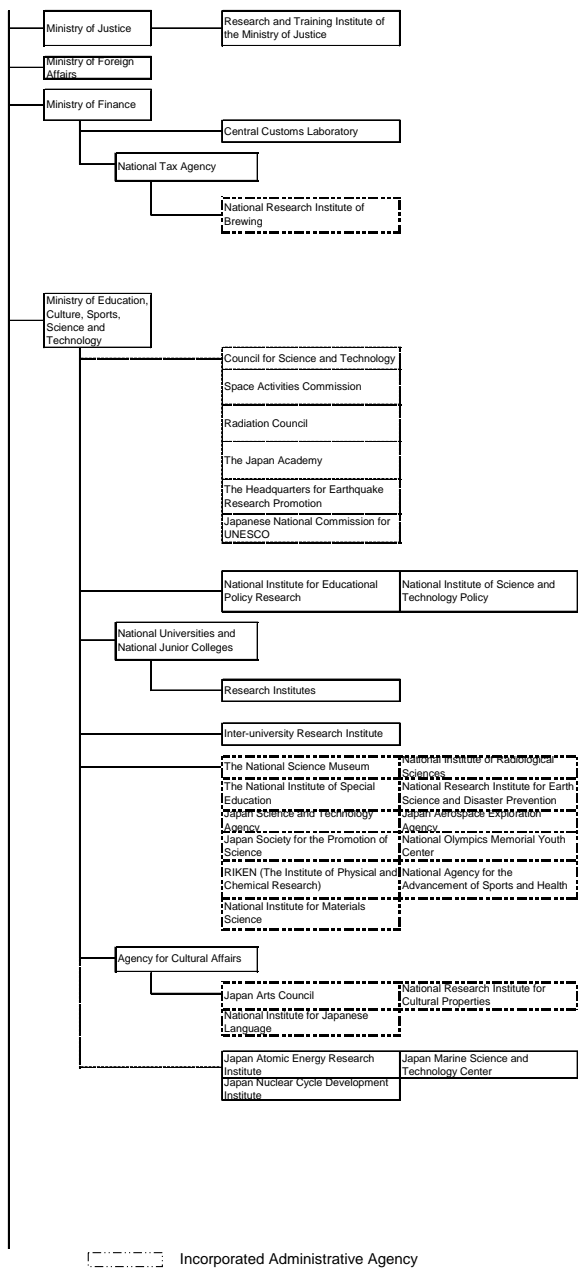 Ministry of Justice
Research and Training Institute of
the Ministry of Justice
Ministry of Foreign
Affairs
Ministry of Finance
Central Customs Laboratory
National Tax Agency
National Research Institute of
Brewing
Ministry of Education,
Culture, Sports,
Science and
Technology
Council for Science and Technology
Space Activities Commission
Radiation Council
The Japan Academy
The Headquarters for Earthquake
Research Promotion
Japanese National Commission for
UNESCO
National Institute for Educational
Policy Research
National Institute of Science and
Technology Policy
National Universities and
National Junior Colleges
Research Institutes
Inter-university Research Institute
The National Science Museum
National Institute of Radiological
Sciences
The National Institute of Special
Education
National Research Institute for Earth
Science and Disaster Prevention
Japan Science and Technology
Agency
Japan Aerospace Exploration
Agency
Japan Society for the Promotion of
Science
National Olympics Memorial Youth
Center
RIKEN (The Institute of Physical and
Chemical Research)
National Agency for the
Advancement of Sports and Health
National Institute for Materials
Science
Agency for Cultural Affairs
Japan Arts Council
National Research Institute for
Cultural Properties
National Institute for Japanese
Language
Japan Atomic Energy Research
Institute
Japan Marine Science and
Technology Center
Japan Nuclear Cycle Development
Institute
Incorporated Administrative Agency